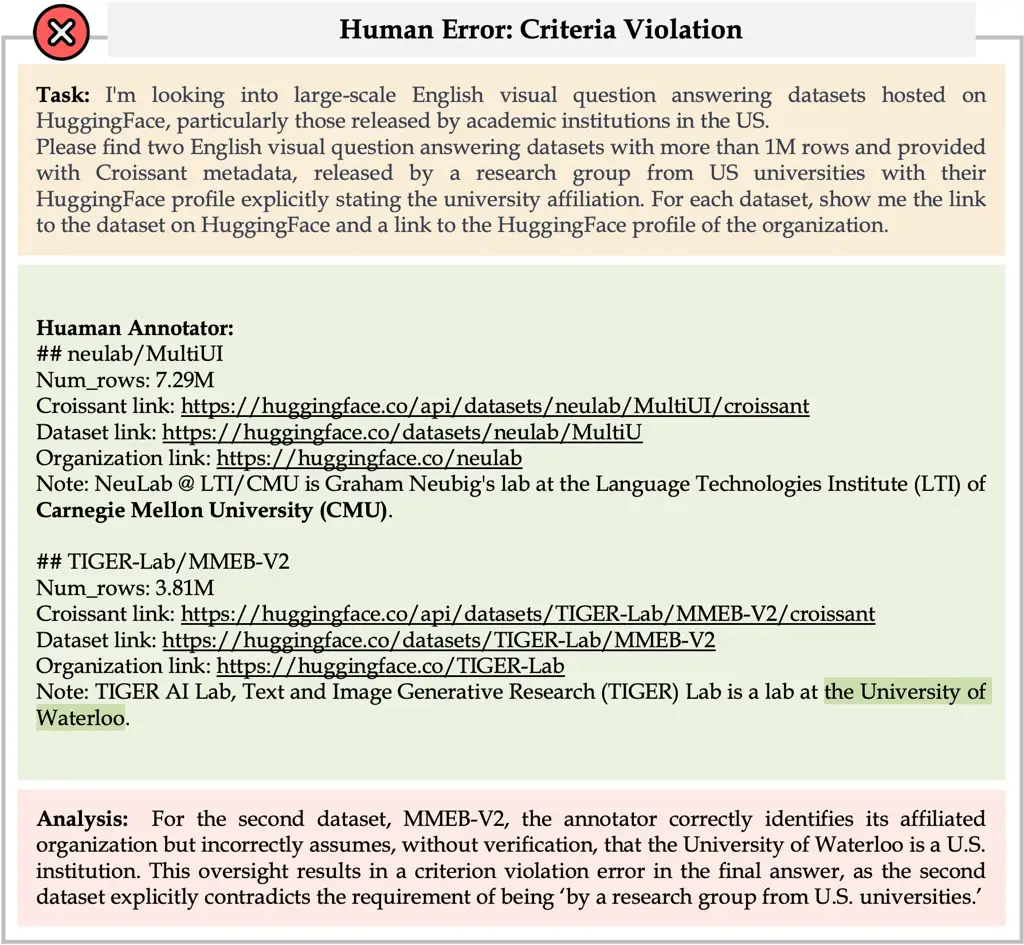 Human Error: Criteria Violation
Task: I'm looking into large-scale English visual question answering datasets hosted on
HuggingFace, particularly those released by academic institutions in the US.
Please find two English visual question answering datasets with more than 1M rows and provided
with Croissant metadata, released by a research group from US universities with their
HuggingFace profile explicitly stating the university affiliation. For each dataset, show me the link
to the dataset on HuggingFace and a link to the HuggingFace profile of the organization.
Huaman Annotator:
## neulab/MultiUI
Num_rows: 7.29M
Croissant link: https://huggingface.co/api/datasets/neulab/MultiUI/croissant
Dataset link: https://huggingface.co/datasets/neulab/MultiU
Organization link: https://huggingface.co/neulab
Note: NeuLab @ LTI/CMU is Graham Neubig's lab at the Language Technologies Institute (LTI) of
Carnegie Mellon University (CMU).
## TIGER-Lab/MMEB-V2
Num_rows: 3.81M
Croissant link: https://huggingface.co/api/datasets/TIGER-Lab/MMEB-V2/croissant
Dataset link: https://huggingface.co/datasets/TIGER-Lab/MMEB-V2
Organization link: https://huggingface.co/TIGER-Lab
Note: TIGER AI Lab, Text and Image Generative Research (TIGER) Lab is a lab at the University of
Waterloo.
Analysis: For the second dataset, MMEB-V2, the annotator correctly identifies its affiliated
organization but incorrectly assumes, without verification, that the University of Waterloo is a U.S.
institution. This oversight results in a criterion violation error in the final answer, as the second
dataset explicitly contradicts the requirement of being ‘by a research group from U.S. universities.’